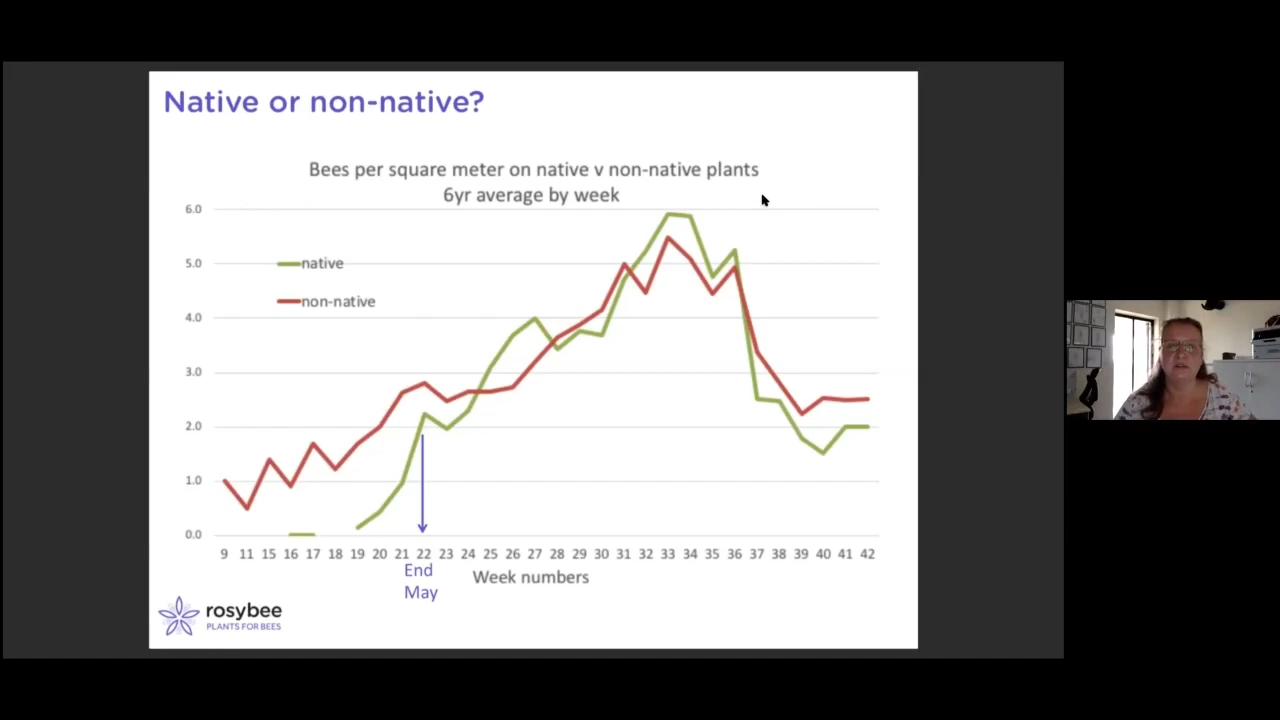 Native or non-native?
Bees per square meter on native v non-native plants
6yr average by week
6.0
5.0
4.0
3.0
2.0
1.0
0.0
native
non-native
9 11 15 16 17 18 19 20 21 22 23 24 25 26 27 28 29 30 31 32 33 34 35 36 37 38 39 40 41 42
End
May
Week numbers
rosybee
PLANTS FOR BEES